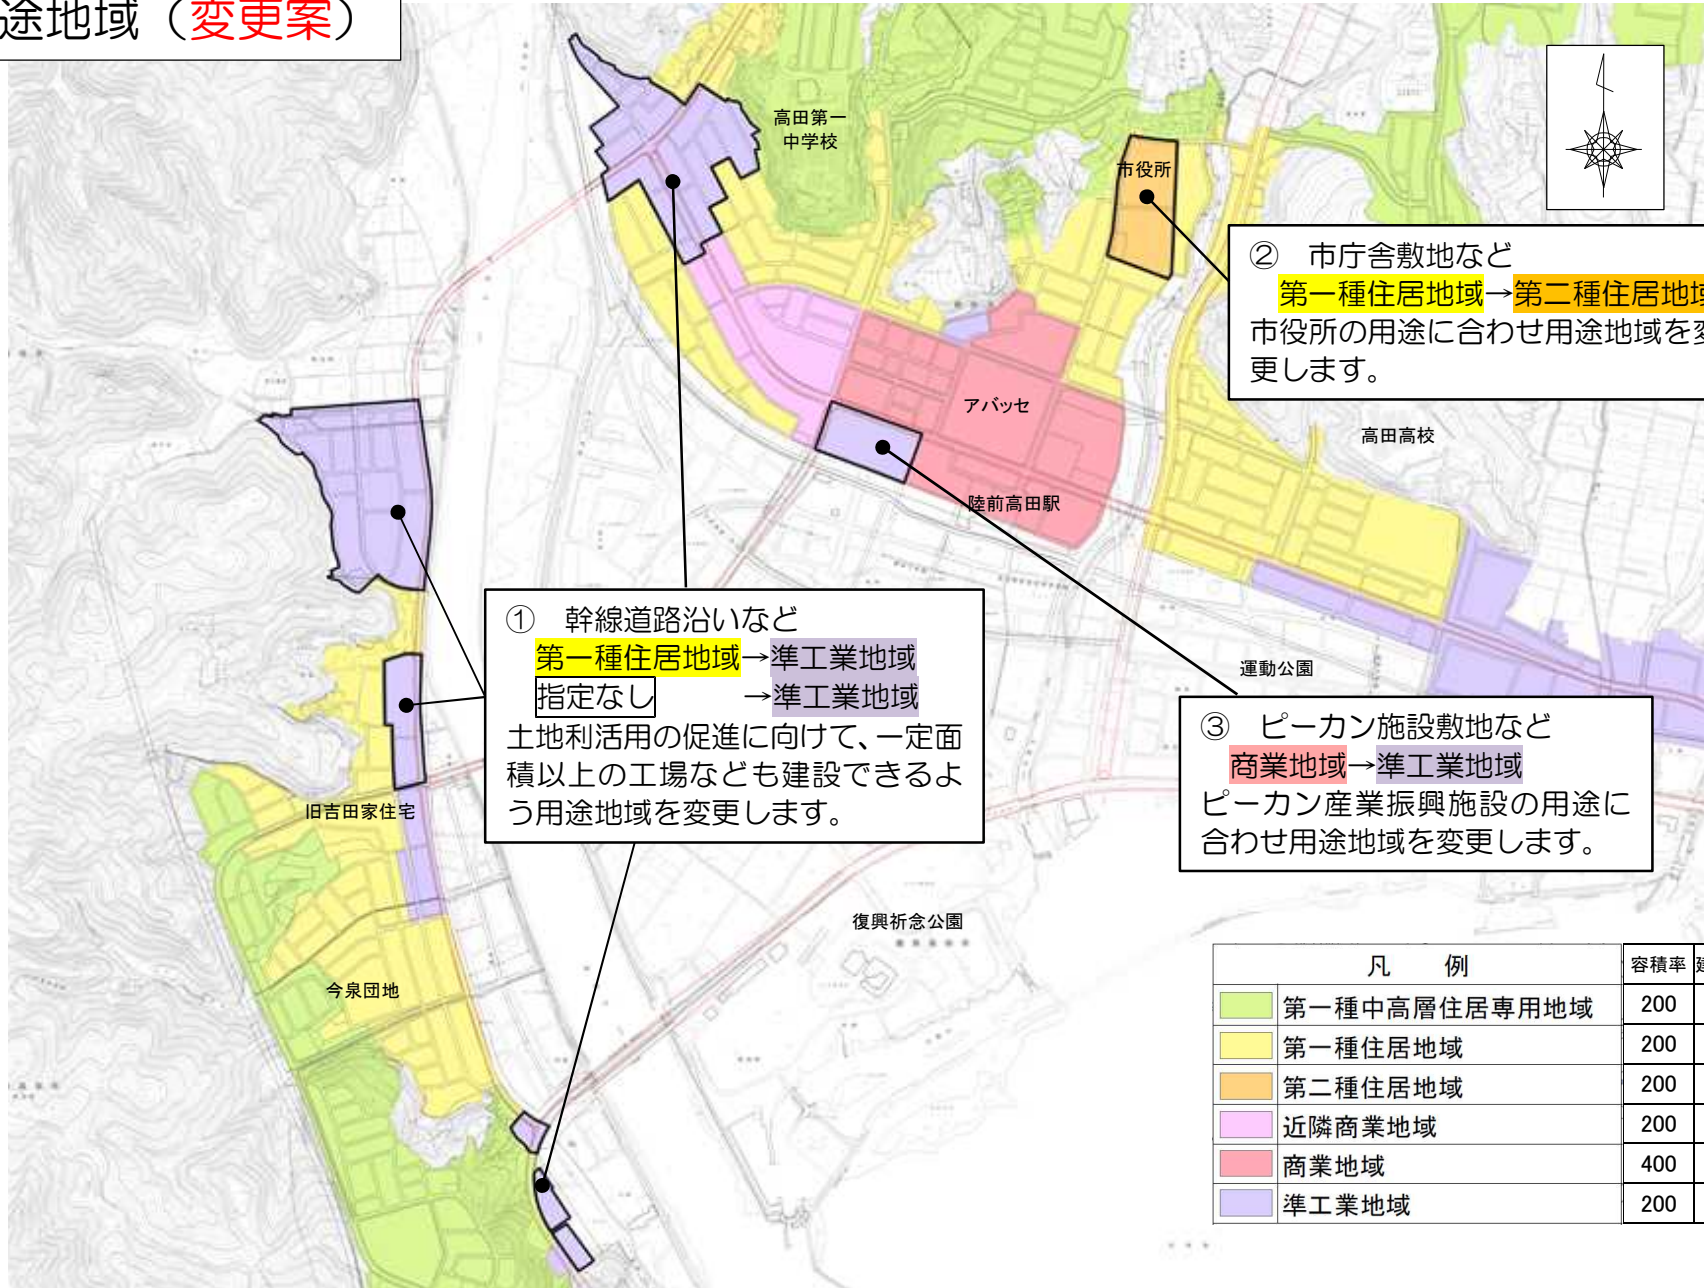 途地域（変更案）
高田第一
中学校
市役所
② 市庁舎敷地など
第一種住居地域→第二種住居地域
市役所の用途に合わせ用途地域を変
更します。
アバッセ
高田高校
陸前高田駅
① 幹線道路沿いなど
第一種住居地域→準工業地域
指定なし →準工業地域
土地利活用の促進に向けて、一定面
積以上の工場なども建設できるよ
う用途地域を変更します。
運動公園
③ ピーカン施設敷地など
商業地域→準工業地域
ピーカン産業振興施設の用途に
合わせ用途地域を変更します。
旧吉田家住宅
復興祈念公園
今泉団地
凡 例 容積率 建
第一種中高層住居専用地域 200
第一種住居地域 200
第二種住居地域 200
近隣商業地域 200
商業地域 400
準工業地域 200